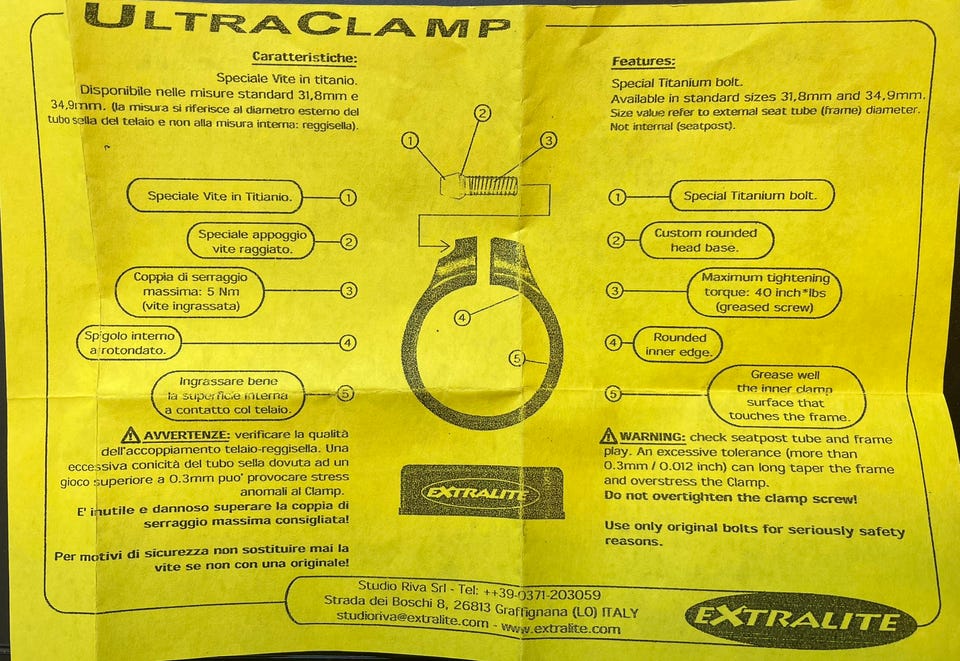 ULTRACLAMP
Caratteristiche:
Speciale Vite in titanio.
Disponibile nelle misure standard 31,8mm e
34,9mm. (la misura si riferisce al diametro esterno del
tubo sella del telaio e non alla misura interna: reggisella).
Features:
Special Titanium bolt.
Available in standard sizes 31,8mm and 34,9mm.
Size value refer to external seat tube (frame) diameter.
Not internal (seatpost).
1
2
3
4
5
Speciale Vite in Titianio.
1
Speciale appoggio
vite raggiato.
2
Coppia di serraggio
massima: 5 Nm
(vite ingrassata)
3
Spigolo interno
arrotondato.
4
Ingrassare bene
la superficie interna
a contatto col telaio.
5
1
Special Titanium bolt.
2
Custom rounded
head base.
3
Maximum tightening
torque: 40 inch*lbs
(greased screw)
4
Rounded
inner edge.
5
Grease well
the inner clamp
surface that
touches the frame.
AVVERTENZE: verificare la qualità
dell'accoppiamento telaio-reggisella. Una
eccessiva conicità del tubo sella dovuta ad un
gioco superiore a 0.3mm puo' provocare stress
anomali al Clamp.
E' inutile e dannoso superare la coppia di
serraggio massima consigliata!
Per motivi di sicurezza non sostituire mai la
vite se non con una originale!
WARNING: check seatpost tube and frame
play. An excessive tolerance (more than
0.3mm / 0.012 inch) can long taper the frame
and overstress the Clamp.
Do not overtighten the clamp screw!
Use only original bolts for seriously safety
reasons.
EXTRALITE
Studio Riva Srl - Tel: ++39-0371-203059
Strada dei Boschi 8, 26813 Graffignana (LO) ITALY
studioriva@extralite.com - www.extralite.com
EXTRALITE